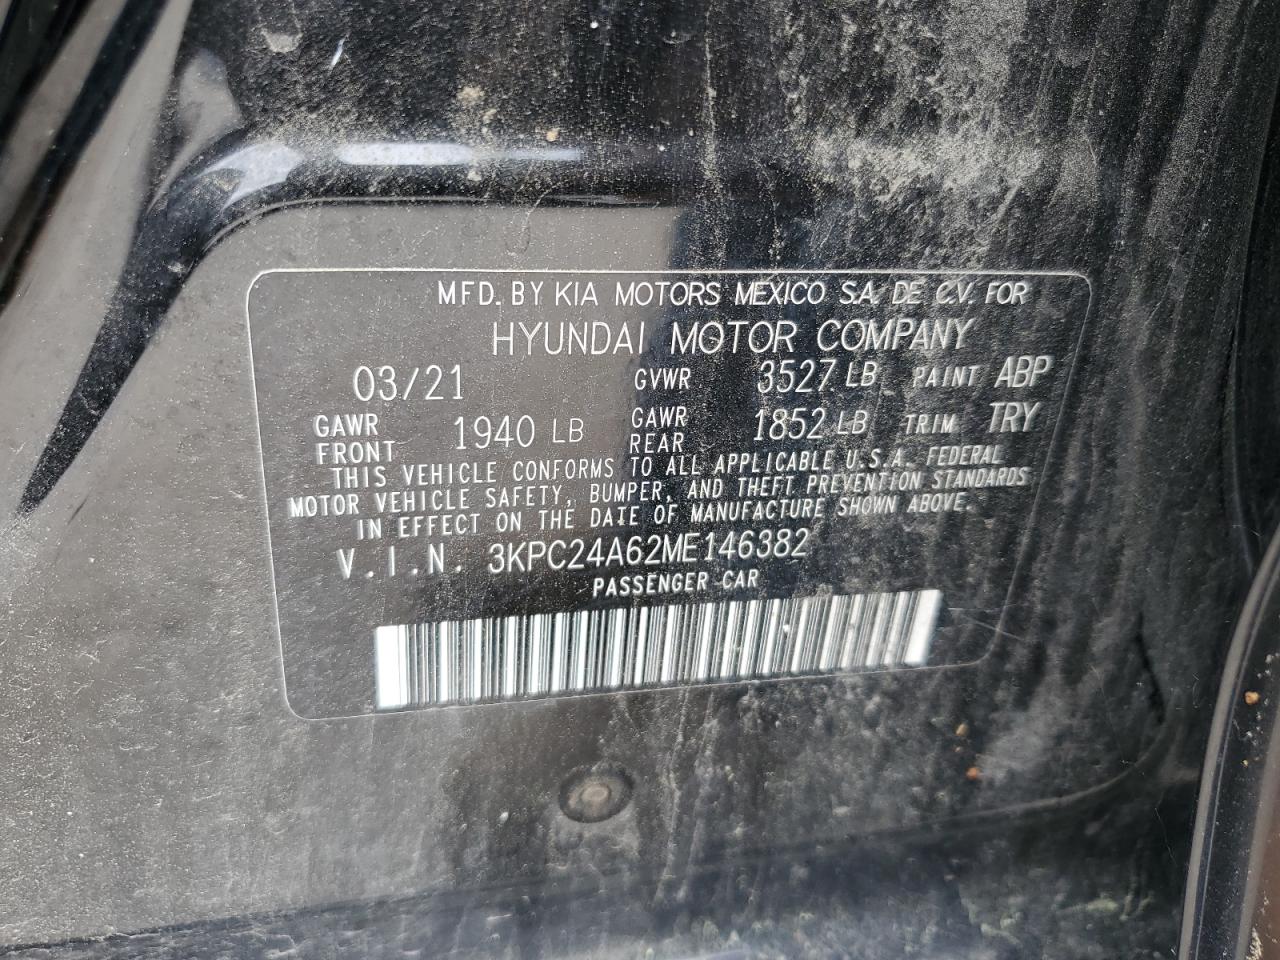 MFD. BY KIA MOTORS MEXICO S.A. DE C.V. FOR
HYUNDAI MOTOR COMPANY
03/21 GVWR 3527 LB PAINT ABP
GAWR FRONT 1940 LB GAWR REAR 1852 LB TRIM TRY
THIS VEHICLE CONFORMS TO ALL APPLICABLE U.S.A. FEDERAL
MOTOR VEHICLE SAFETY, BUMPER, AND THEFT PREVENTION STANDARDS
IN EFFECT ON THE DATE OF MANUFACTURE SHOWN ABOVE.
V.I.N. 3KPC24A62ME146382
PASSENGER CAR